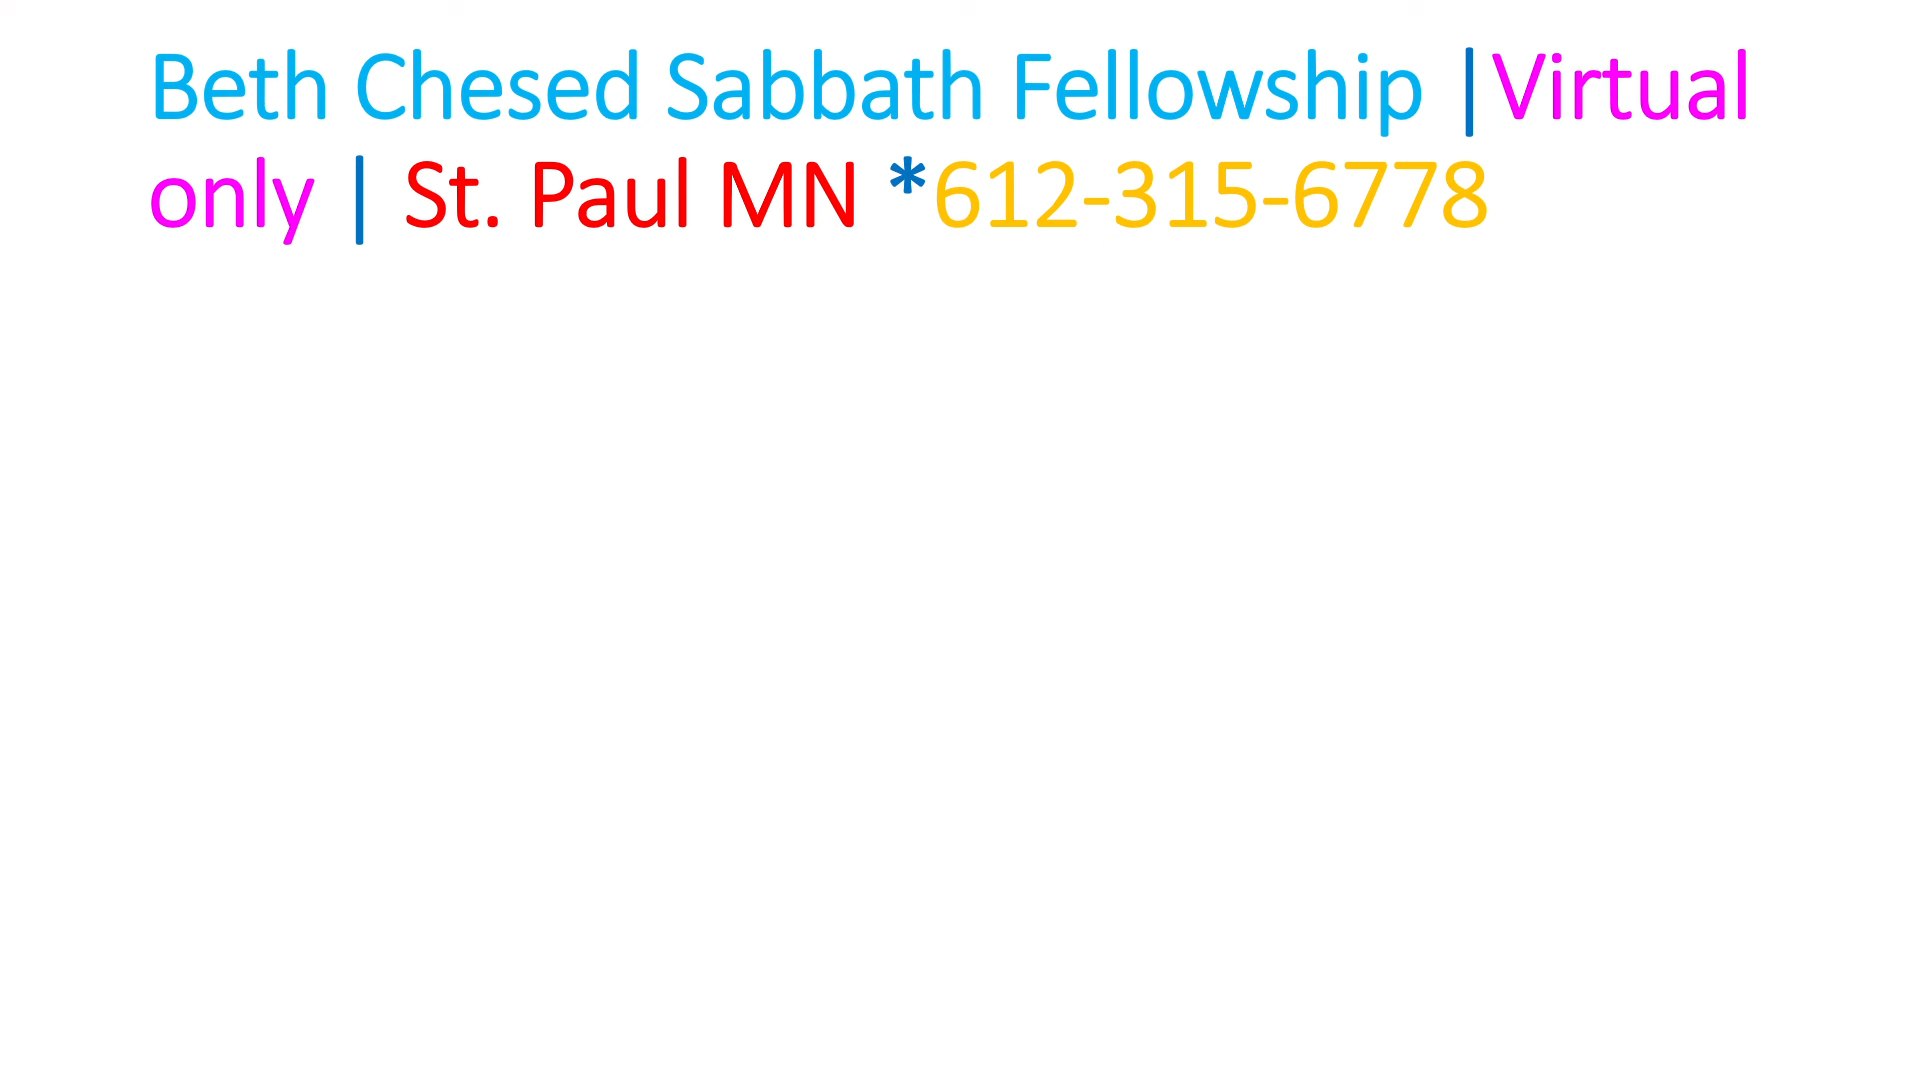 Beth Chesed Sabbath Fellowship |Virtual
only | St. Paul MN *612-315-6778